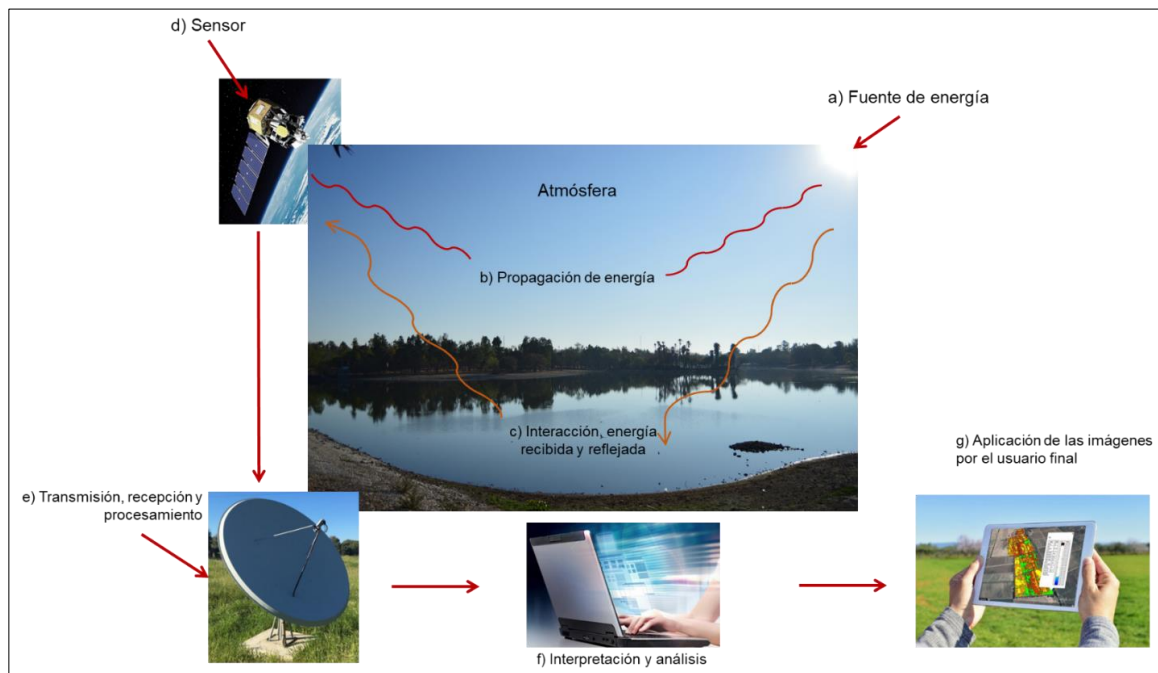 d) Sensor
a) Fuente de energía
Atmósfera
b) Propagación de energía
c) Interacción, energía
recibida y reflejada
g) Aplicación de las imágenes
por el usuario final
e) Transmisión, recepción y
procesamiento
f) Interpretación y análisis